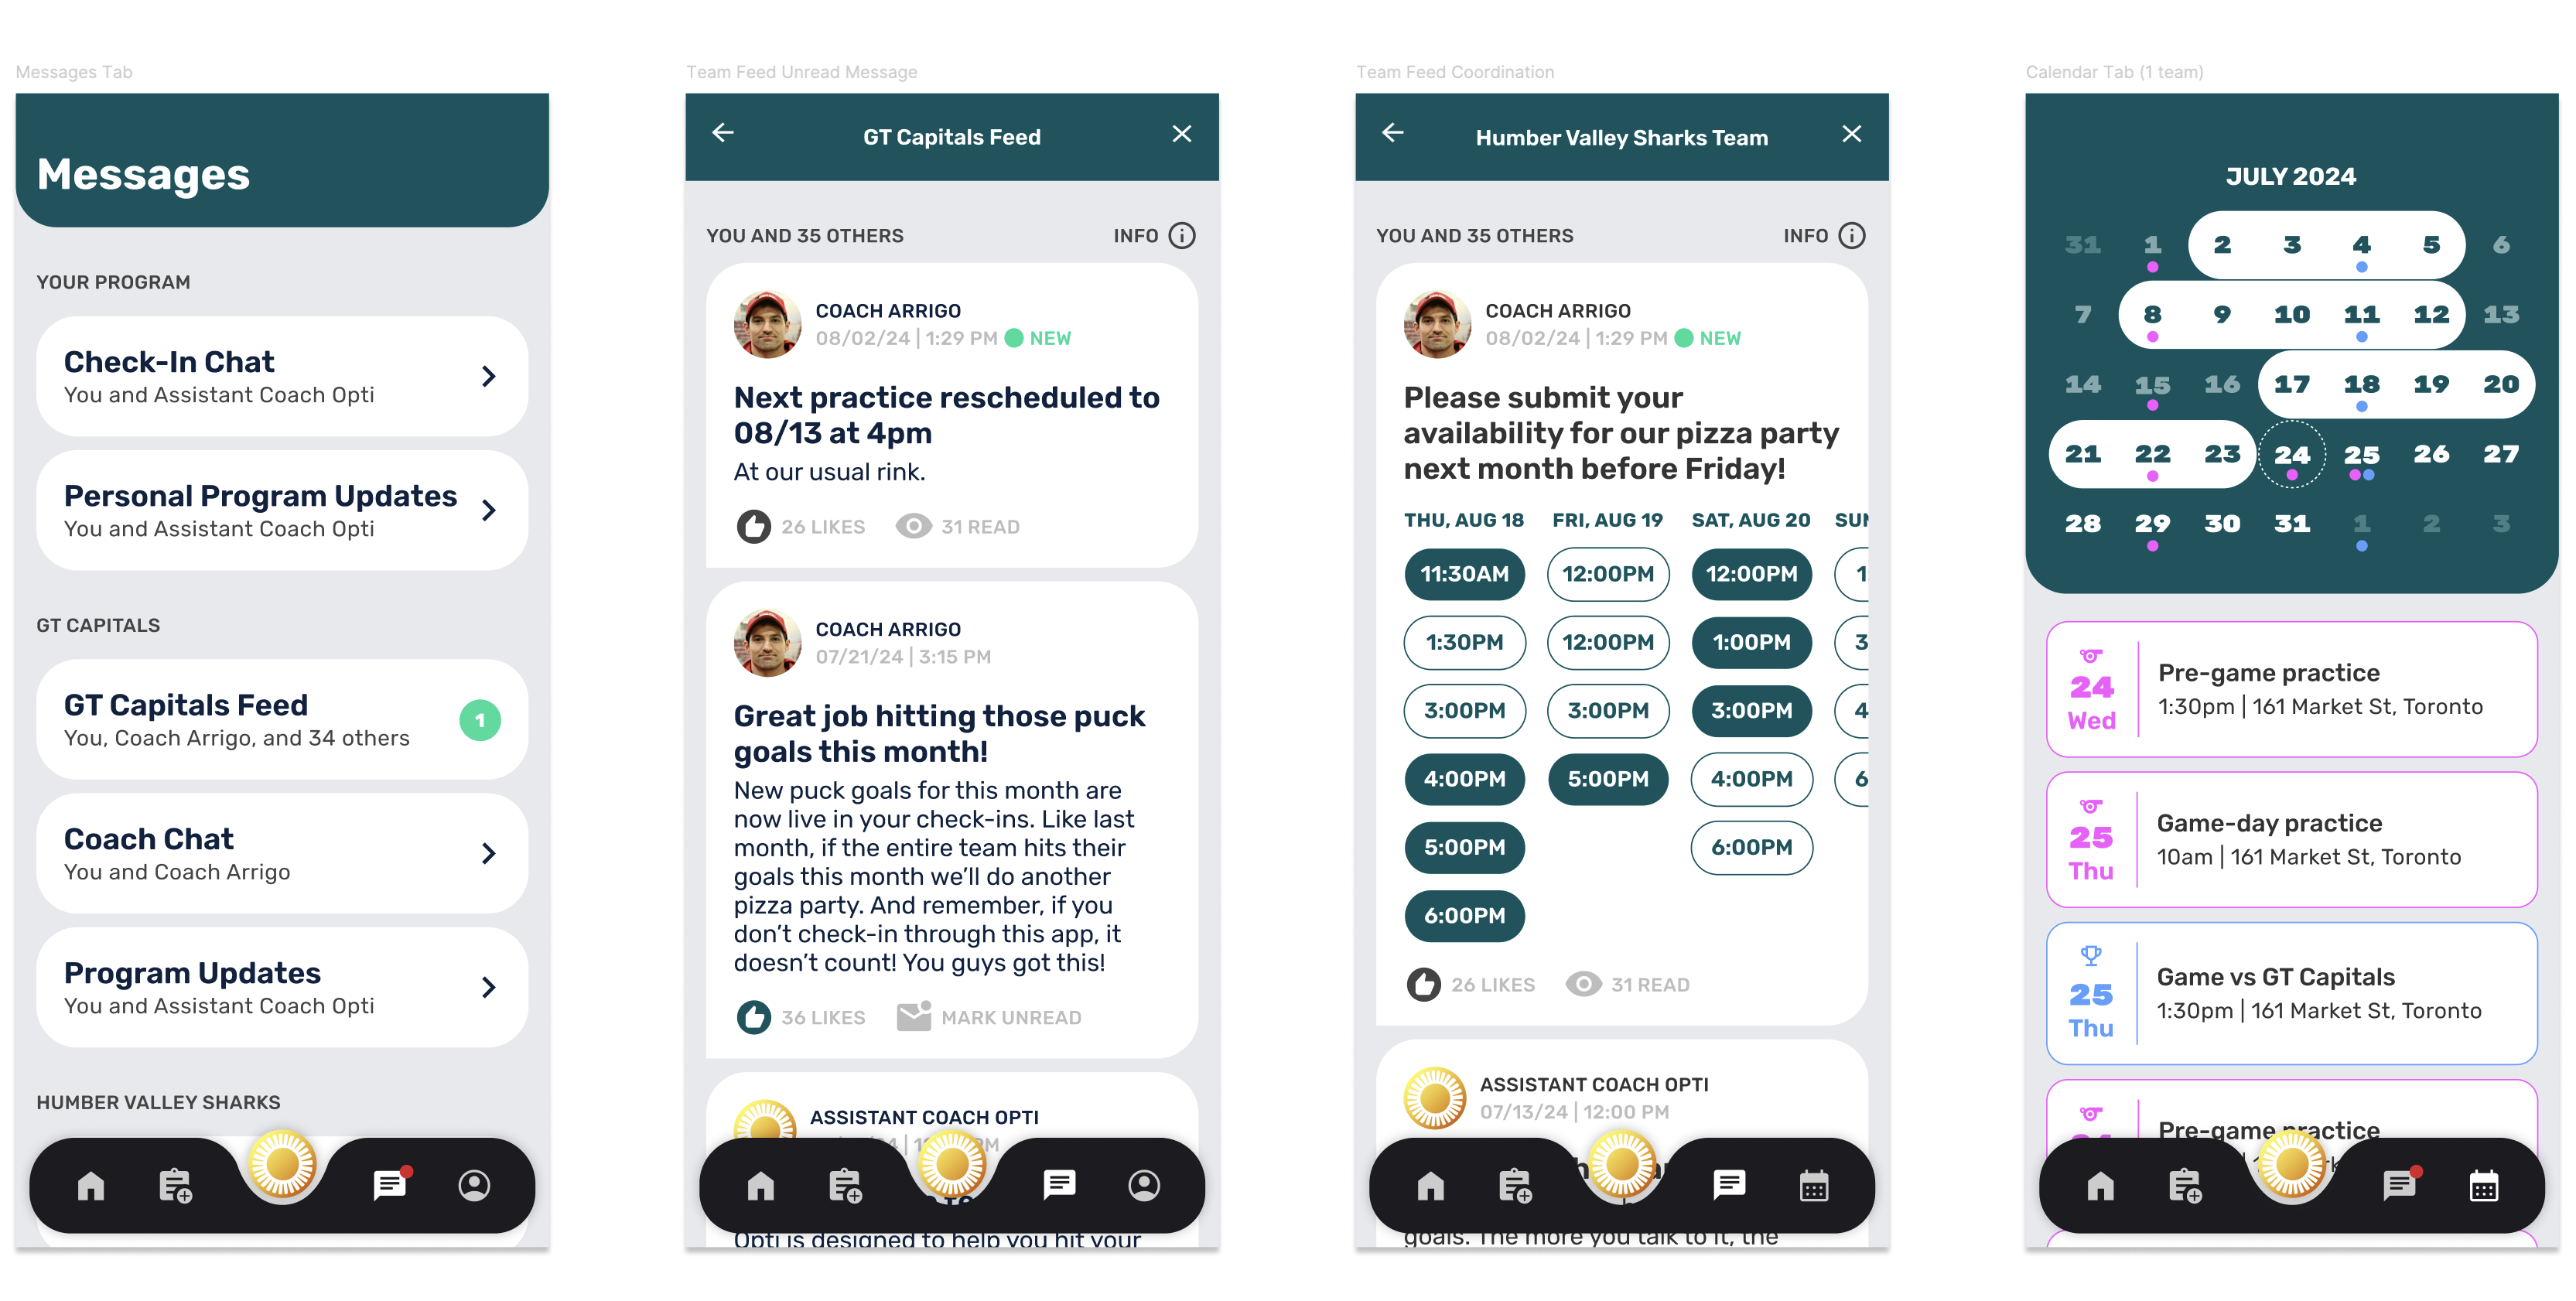 Messages Tab
Messages
YOUR PROGRAM
Check-In Chat
You and Assistant Coach Opti
Personal Program Updates
You and Assistant Coach Opti
GT CAPITALS
GT Capitals Feed
You, Coach Arrigo, and 34 others
1
Coach Chat
You and Coach Arrigo
Program Updates
You and Assistant Coach Opti
HUMBER VALLEY SHARKS
Team Feed Unread Message
GT Capitals Feed
YOU AND 35 OTHERS
INFO
COACH ARRIGO
08/02/24 | 1:29 PM NEW
Next practice rescheduled to
08/13 at 4pm
At our usual rink.
26 LIKES 31 READ
COACH ARRIGO
07/21/24 | 3:15 PM
Great job hitting those puck
goals this month!
New puck goals for this month are
now live in your check-ins. Like last
month, if the entire team hits their
goals this month we’ll do another
pizza party. And remember, if you
don’t check-in through this app, it
doesn’t count! You guys got this!
36 LIKES MARK UNREAD
ASSISTANT COACH OPTI
Opti is designed to help you hit your
Team Feed Coordination
Humber Valley Sharks Team
YOU AND 35 OTHERS
INFO
COACH ARRIGO
08/02/24 | 1:29 PM NEW
Please submit your
availability for our pizza party
next month before Friday!
THU, AUG 18 FRI, AUG 19 SAT, AUG 20 SUN
11:30AM 12:00PM 12:00PM 1
1:30PM 12:00PM 1:00PM 3
3:00PM 3:00PM 3:00PM 4
4:00PM 5:00PM 4:00PM 6
5:00PM 6:00PM
6:00PM
26 LIKES 31 READ
ASSISTANT COACH OPTI
07/13/24 | 12:00 PM
goals. The more you talk to it, the
Calendar Tab (1 team)
JULY 2024
31 1 2 3 4 5 6
7 8 9 10 11 12 13
14 15 16 17 18 19 20
21 22 23 24 25 26 27
28 29 30 31 1 2 3
24
Wed
Pre-game practice
1:30pm | 161 Market St, Toronto
25
Thu
Game-day practice
10am | 161 Market St, Toronto
25
Thu
Game vs GT Capitals
1:30pm | 161 Market St, Toronto
Pre-game practice